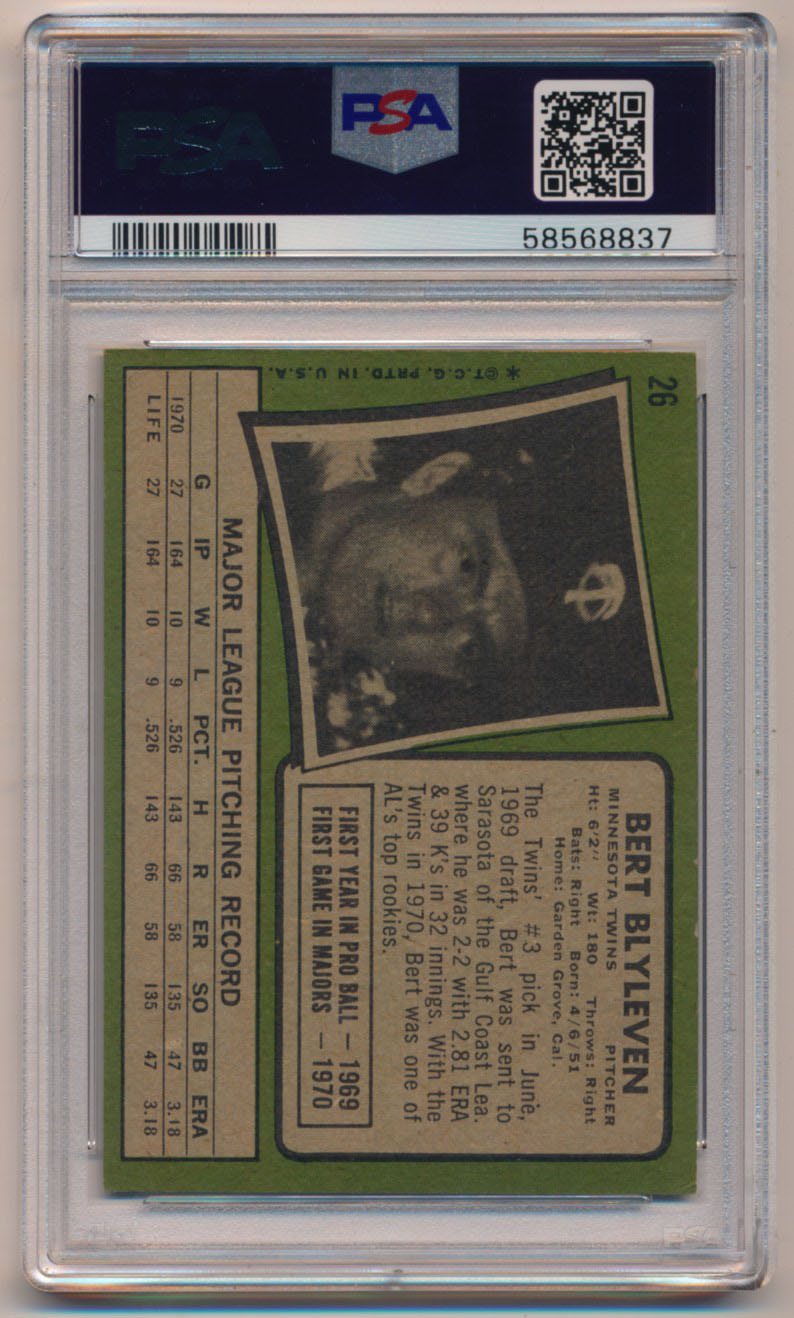 PSA
PSA
58568837
26
*©T.C.G. PRTD. IN U.S.A.
BERT BLYLEVEN
MINNESOTA TWINS PITCHER
Ht: 6'2" Wt: 180 Throws: Right
Bats: Right Born: 4/6/51
Home: Garden Grove, Cal.
The Twins' #3 pick in June,
1969 draft, Bert was sent to
Sarasota of the Gulf Coast Lea.
where he was 2-2 with 2.81 ERA
& 39 K's in 32 innings. With the
Twins in 1970, Bert was one of
AL's top rookies.
FIRST YEAR IN PRO BALL — 1969
FIRST GAME IN MAJORS — 1970
MAJOR LEAGUE PITCHING RECORD
G IP W L PCT. H R ER SO BB ERA
1970 27 164 10 9 .526 143 66 58 135 47 3.18
LIFE 27 164 10 9 .526 143 66 58 135 47 3.18
PSA